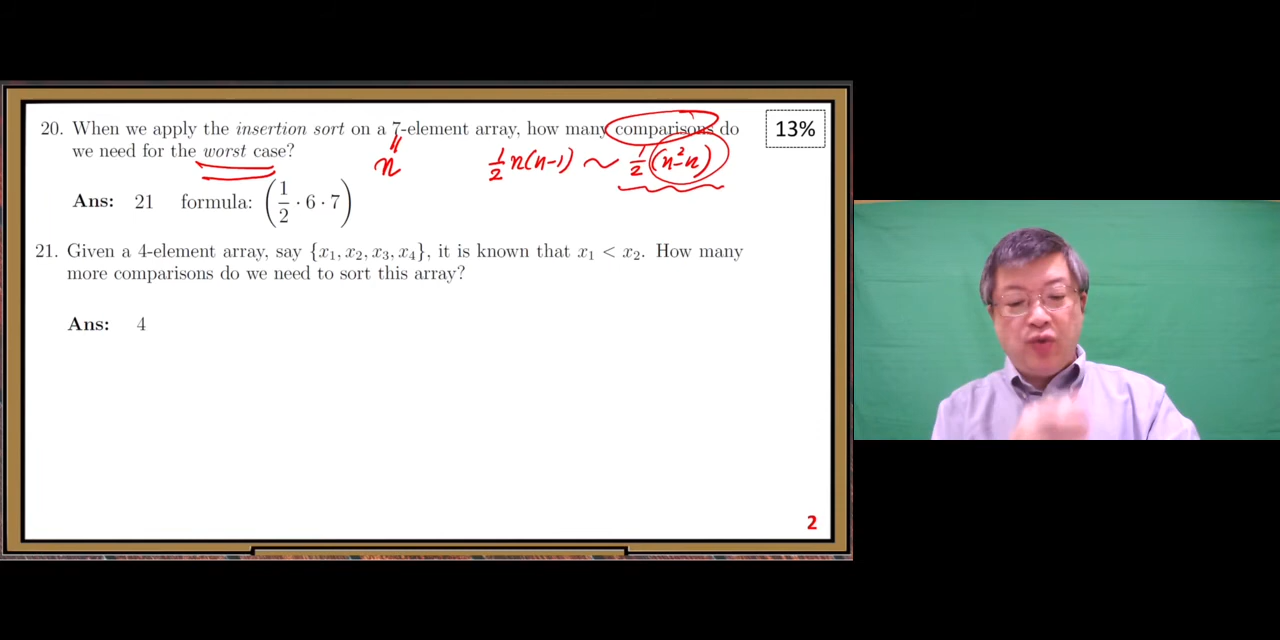 20. When we apply the insertion sort on a 7-element array, how many comparisons do
we need for the worst case?
13%
n
½n(n-1) ~ ½(n²-n)
Ans: 21 formula: (1/2 · 6 · 7)
21. Given a 4-element array, say {x₁, x₂, x₃, x₄}, it is known that x₁ < x₂. How many
more comparisons do we need to sort this array?
Ans: 4
2